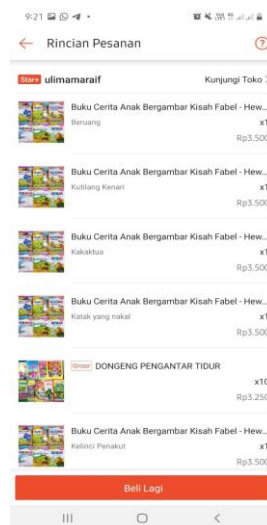 9:21
Rincian Pesanan
Star+ ulimamaraif Kunjungi Toko
Buku Cerita Anak Bergambar Kisah Fabel - Hew...
Beruang x1
Rp3.500
Buku Cerita Anak Bergambar Kisah Fabel - Hew...
Kutilang Kenari x1
Rp3.500
Buku Cerita Anak Bergambar Kisah Fabel - Hew...
Kakaktua x1
Rp3.500
Buku Cerita Anak Bergambar Kisah Fabel - Hew...
Katak yang nakal x1
Rp3.500
Grosir DONGENG PENGANTAR TIDUR
x10
Rp3.250
Buku Cerita Anak Bergambar Kisah Fabel - Hew...
Kelinci Penakut x1
Rp3.500
Beli Lagi